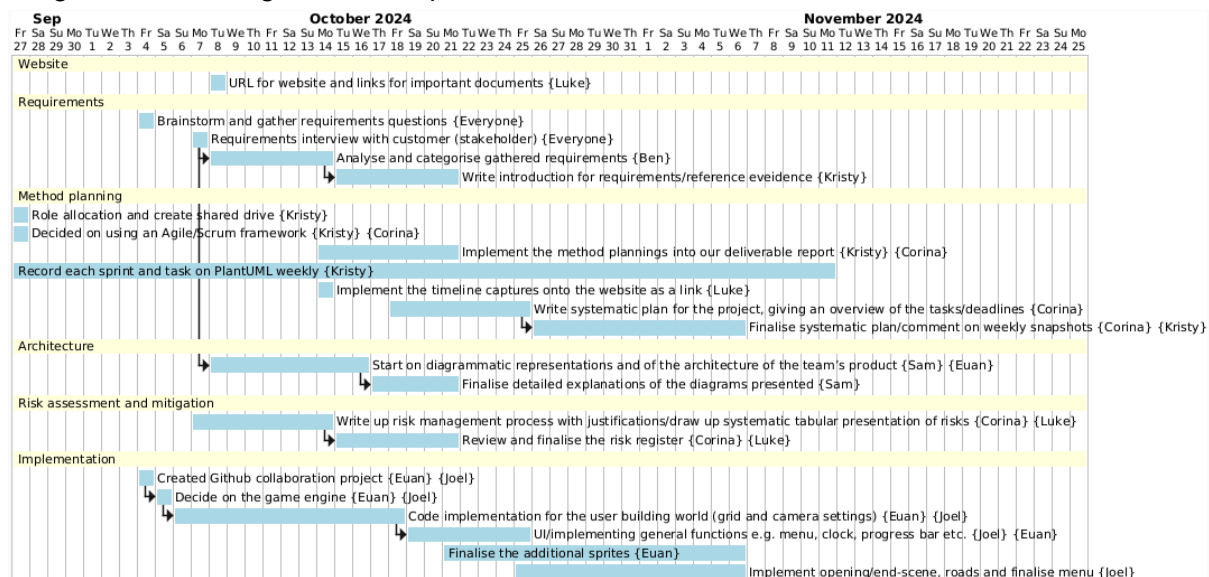 Sep October 2024 November 2024
Fr Sa Su Mo Tu We Th Fr Sa Su Mo Tu We Th Fr Sa Su Mo Tu We Th Fr Sa Su Mo Tu We Th Fr Sa Su Mo Tu We Th Fr Sa Su Mo Tu We Th Fr Sa Su Mo Tu We Th Fr Sa Su Mo Tu We Th Fr Sa Su Mo
27 28 29 30 1 2 3 4 5 6 7 8 9 10 11 12 13 14 15 16 17 18 19 20 21 22 23 24 25 26 27 28 29 30 31 1 2 3 4 5 6 7 8 9 10 11 12 13 14 15 16 17 18 19 20 21 22 23 24 25
Website
URL for website and links for important documents {Luke}
Requirements
Brainstorm and gather requirements questions {Everyone}
Requirements interview with customer (stakeholder) {Everyone}
Analyse and categorise gathered requirements {Ben}
Write introduction for requirements/reference eveidence {Kristy}
Method planning
Role allocation and create shared drive {Kristy}
Decided on using an Agile/Scrum framework {Kristy} {Corina}
Implement the method plannings into our deliverable report {Kristy} {Corina}
Record each sprint and task on PlantUML weekly {Kristy}
Implement the timeline captures onto the website as a link {Luke}
Write systematic plan for the project, giving an overview of the tasks/deadlines {Corina}
Finalise systematic plan/comment on weekly snapshots {Corina} {Kristy}
Architecture
Start on diagrammatic representations and of the architecture of the team's product {Sam} {Euan}
Finalise detailed explanations of the diagrams presented {Sam}
Risk assessment and mitigation
Write up risk management process with justifications/draw up systematic tabular presentation of risks {Corina} {Luke}
Review and finalise the risk register {Corina} {Luke}
Implementation
Created Github collaboration project {Euan} {Joel}
Decide on the game engine {Euan} {Joel}
Code implementation for the user building world (grid and camera settings) {Euan} {Joel}
UI/implementing general functions e.g. menu, clock, progress bar etc. {Joel} {Euan}
Finalise the additional sprites {Euan}
Implement opening/end-scene, roads and finalise menu {Joel}